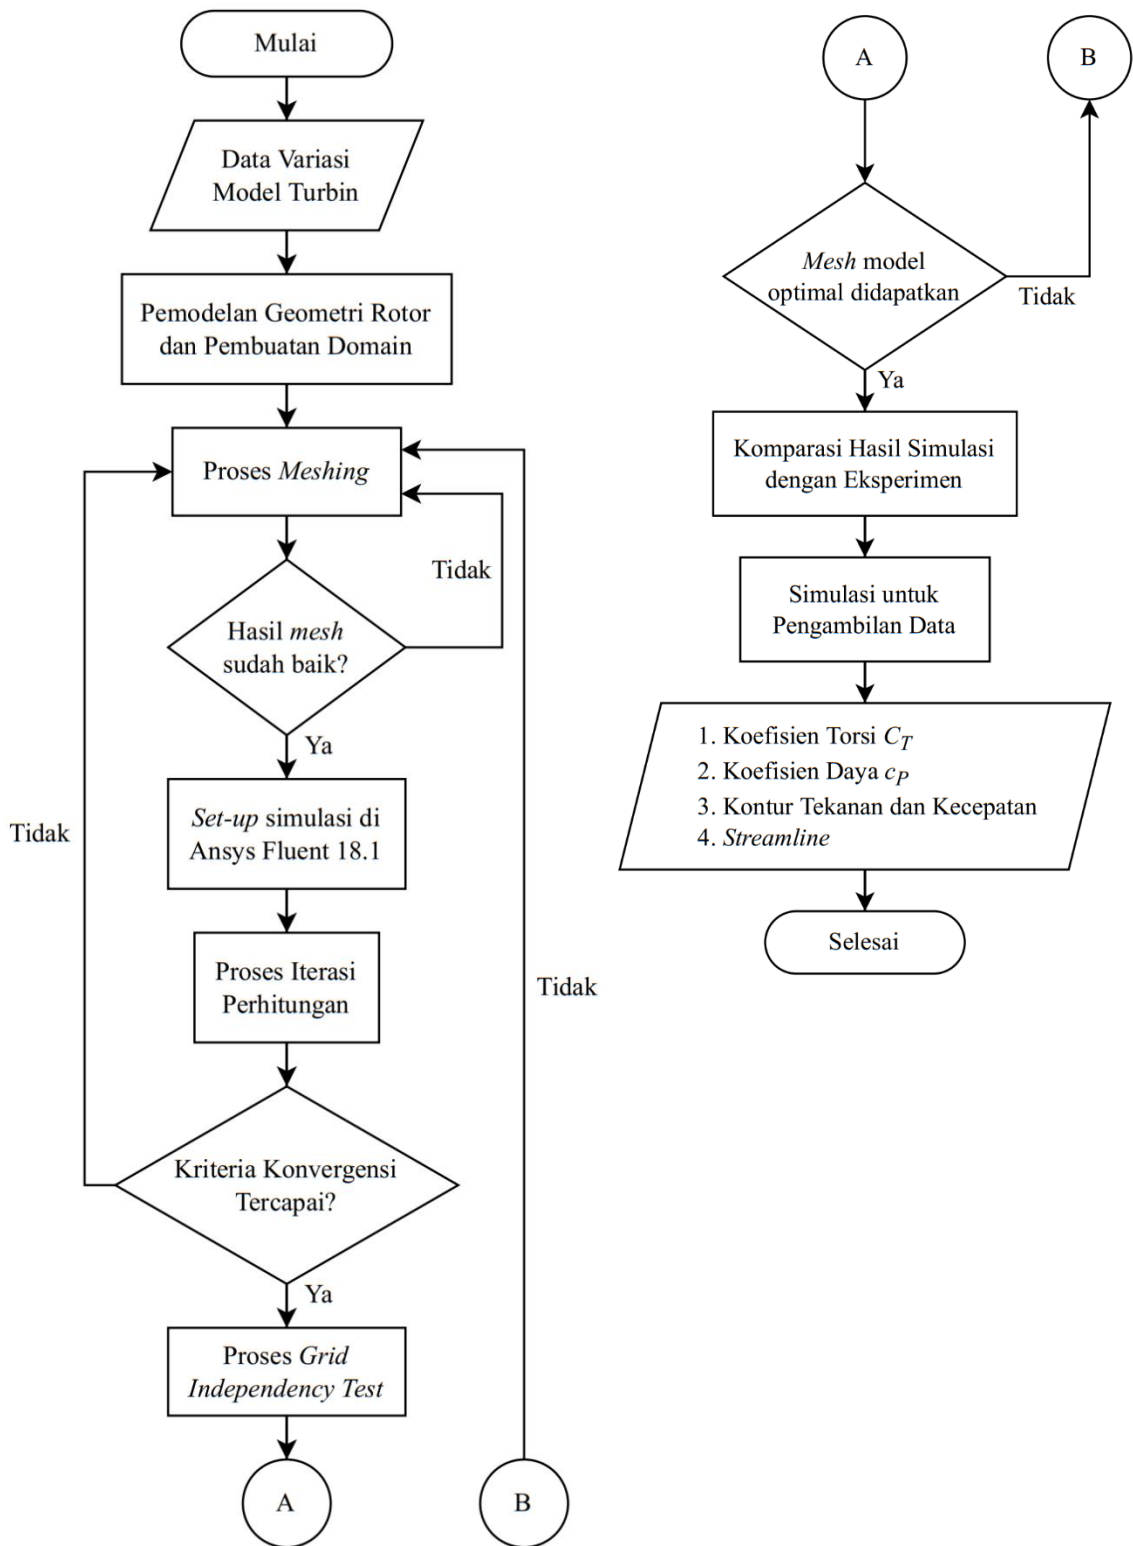 Mulai
Data Variasi
Model Turbin
Pemodelan Geometri Rotor
dan Pembuatan Domain
Proses Meshing
Tidak
Hasil mesh
sudah baik?
Ya
Set-up simulasi di
Ansys Fluent 18.1
Tidak
Proses Iterasi
Perhitungan
Tidak
Kriteria Konvergensi
Tercapai?
Ya
Proses Grid
Independency Test
A
B
A
B
Mesh model
optimal didapatkan
Tidak
Ya
Komparasi Hasil Simulasi
dengan Eksperimen
Simulasi untuk
Pengambilan Data
1. Koefisien Torsi C_T
2. Koefisien Daya c_P
3. Kontur Tekanan dan Kecepatan
4. Streamline
Selesai